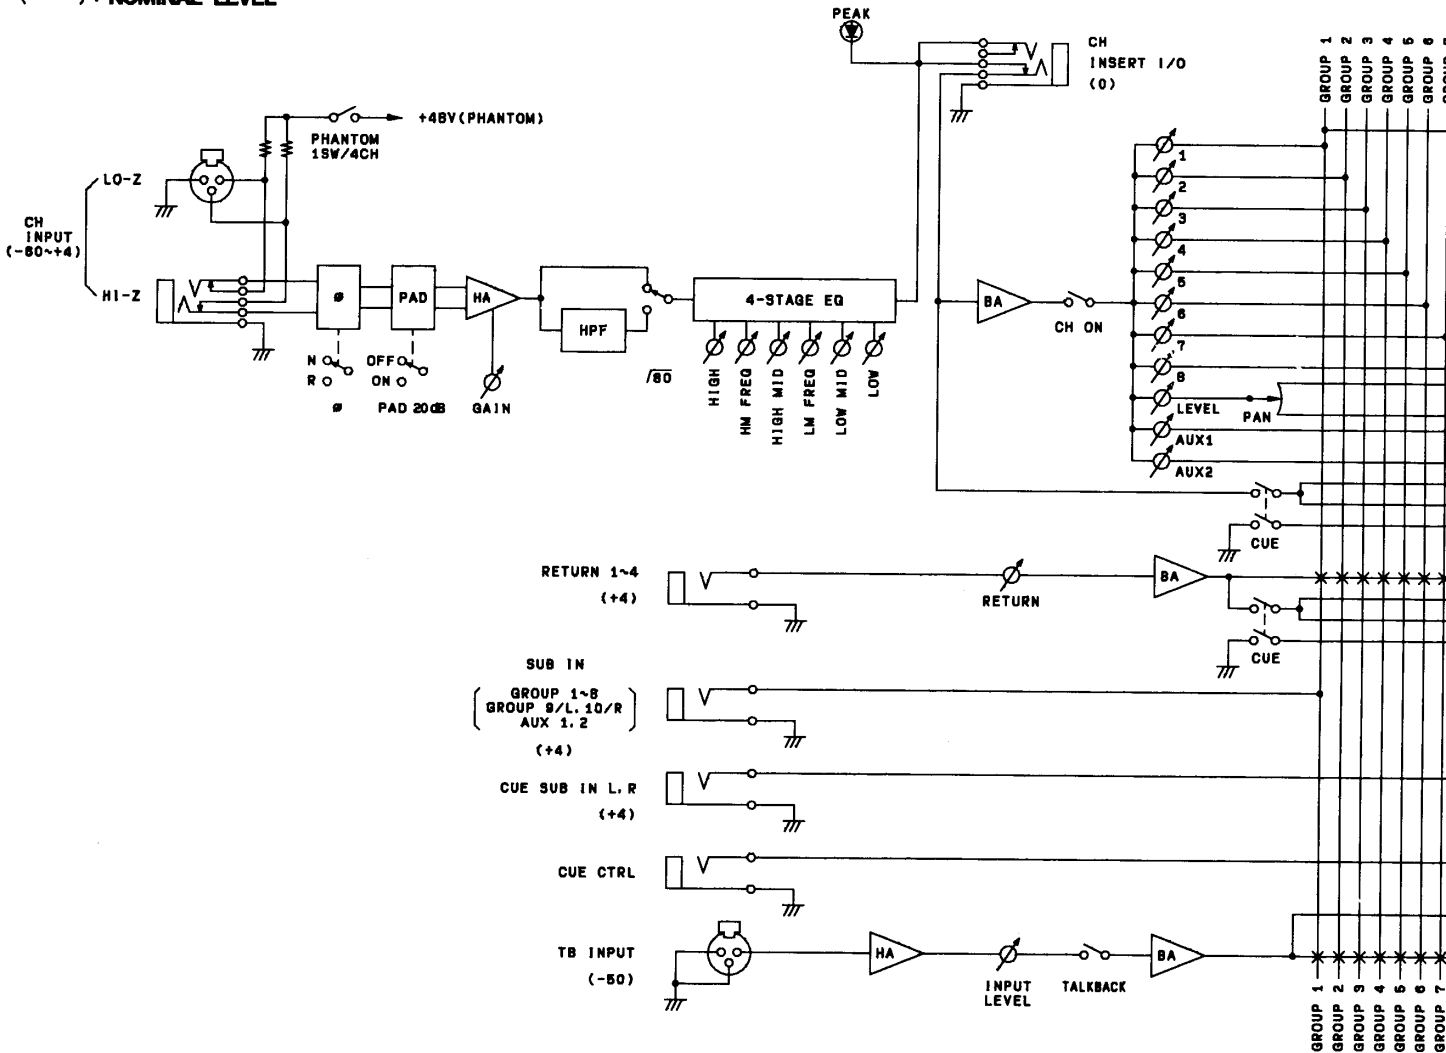 ( ) : NOMINAL LEVEL
PEAK
CH
INSERT I/O
(0)
GROUP 1
GROUP 2
GROUP 3
GROUP 4
GROUP 5
GROUP 6
+48V(PHANTOM)
PHANTOM
1SW/4CH
LO-Z
CH
INPUT
(-60~+4)
HI-Z
ø
PAD
HA
HPF
4-STAGE EQ
BA
CH ON
1
2
3
4
5
6
7
8
LEVEL
PAN
AUX1
AUX2
N
R
ø
OFF
ON
PAD 20dB
GAIN
/80
HIGH
HM FREQ
HIGH MID
LM FREQ
LOW MID
LOW
CUE
RETURN 1~4
(+4)
RETURN
BA
CUE
SUB IN
GROUP 1~8
GROUP 9/L. 10/R
AUX 1. 2
(+4)
CUE SUB IN L. R
(+4)
CUE CTRL
TB INPUT
(-50)
HA
INPUT
LEVEL
TALKBACK
BA
GROUP 1
GROUP 2
GROUP 3
GROUP 4
GROUP 5
GROUP 6
GROUP 7